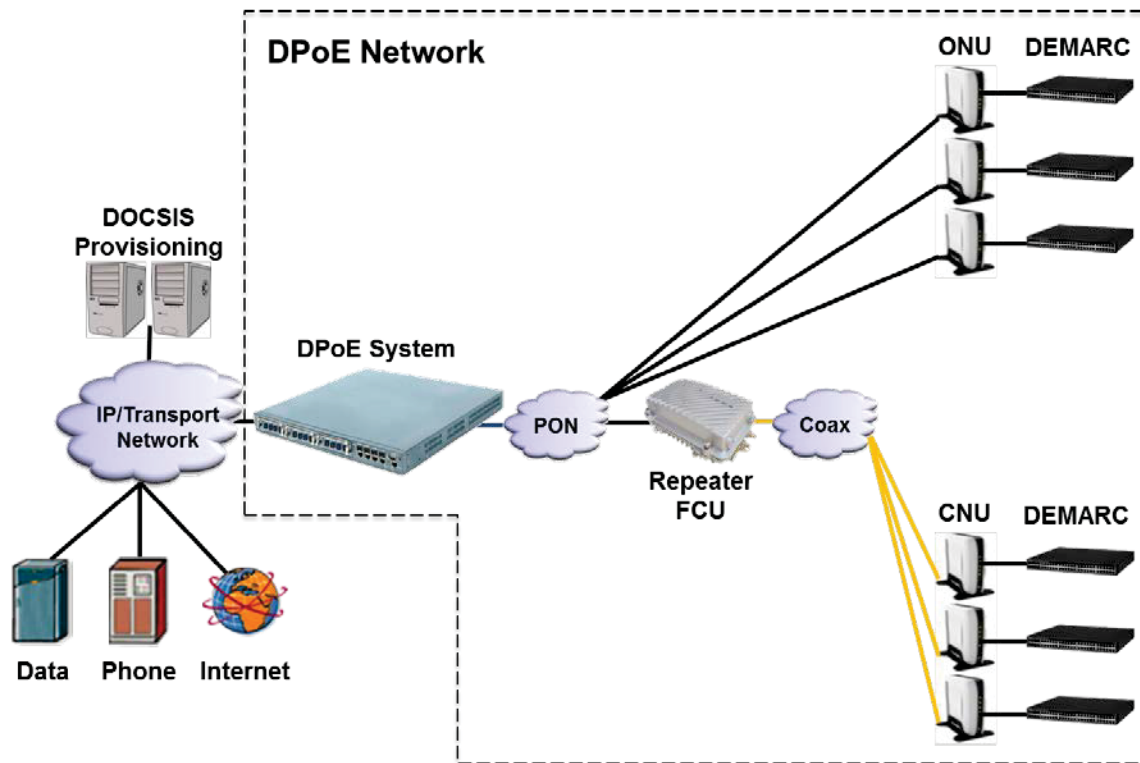 DPoE Network
ONU
DEMARC
DOCSIS
Provisioning
DPoE System
IP/Transport
Network
PON
Coax
Repeater
FCU
CNU
DEMARC
Data
Phone
Internet